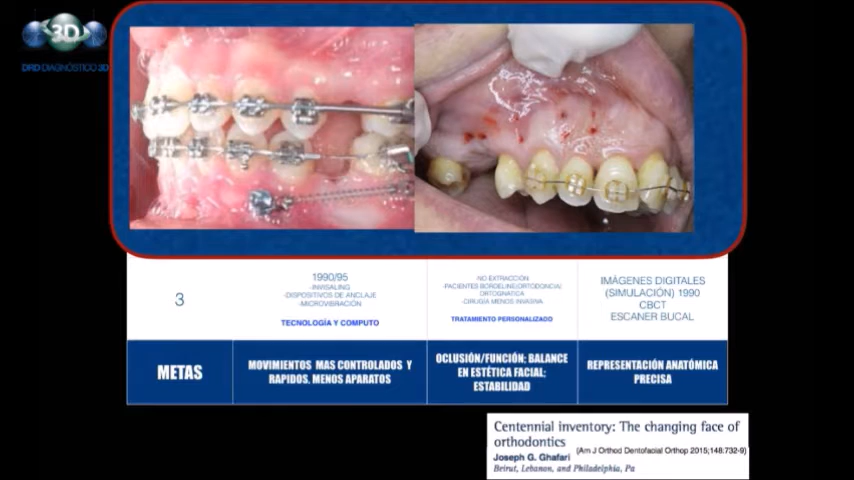 3D
DRD DIAGNÓSTICO 3D
3
1990/95
-INVISALING
-DISPOSITIVOS DE ANCLAJE
-MICROVIBRACIÓN
TECNOLOGÍA Y COMPUTO
-NO EXTRACCIÓN
-PACIENTES BORDELINE(ORTODONCIA/
ORTOGNATICA
-CIRUGÍA MENOS INVASIVA
TRATAMIENTO PERSONALIZADO
IMÁGENES DIGITALES
(SIMULACIÓN) 1990
CBCT
ESCANER BUCAL
METAS
MOVIMIENTOS MAS CONTROLADOS Y
RAPIDOS, MENOS APARATOS
OCLUSIÓN/FUNCIÓN; BALANCE
EN ESTÉTICA FACIAL;
ESTABILIDAD
REPRESENTACIÓN ANATÓMICA
PRECISA
Centennial inventory: The changing face of
orthodontics
(Am J Orthod Dentofacial Orthop 2015;148:732-9)
Joseph G. Ghafari
Beirut, Lebanon, and Philadelphia, Pa